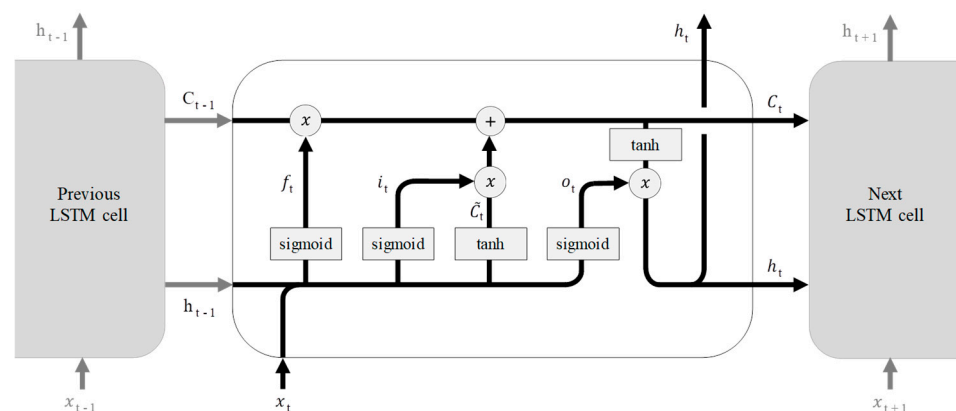 h t-1
h t
h t+1
C t-1
C t
x
+
tanh
Previous
LSTM cell
f t
i t
x
o t
x
Next
LSTM cell
C̃ t
sigmoid
sigmoid
tanh
sigmoid
h t-1
h t
x t-1
x t
x t+1